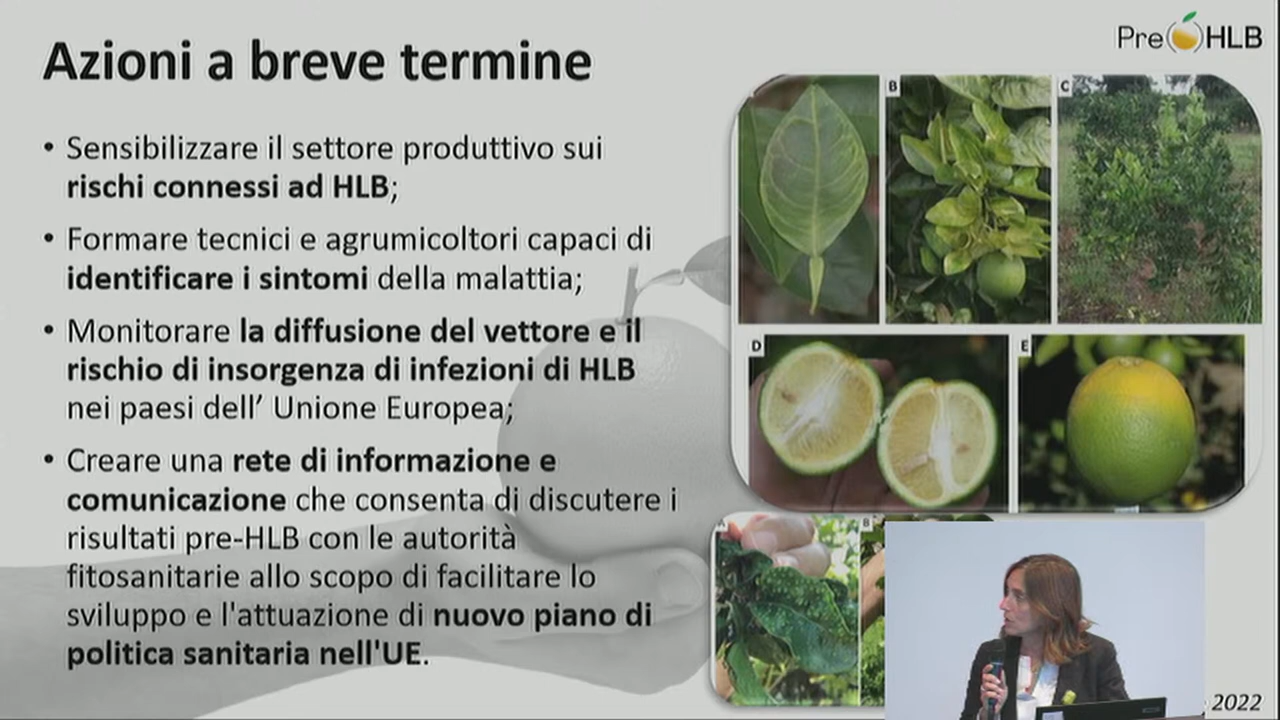 Azioni a breve termine
Pre HLB
• Sensibilizzare il settore produttivo sui
rischi connessi ad HLB;
• Formare tecnici e agrumicoltori capaci di
identificare i sintomi della malattia;
• Monitorare la diffusione del vettore e il
rischio di insorgenza di infezioni di HLB
nei paesi dell’ Unione Europea;
• Creare una rete di informazione e
comunicazione che consenta di discutere i
risultati pre-HLB con le autorità
fitosanitarie allo scopo di facilitare lo
sviluppo e l'attuazione di nuovo piano di
politica sanitaria nell'UE.
B
C
D
E
A
B
2022